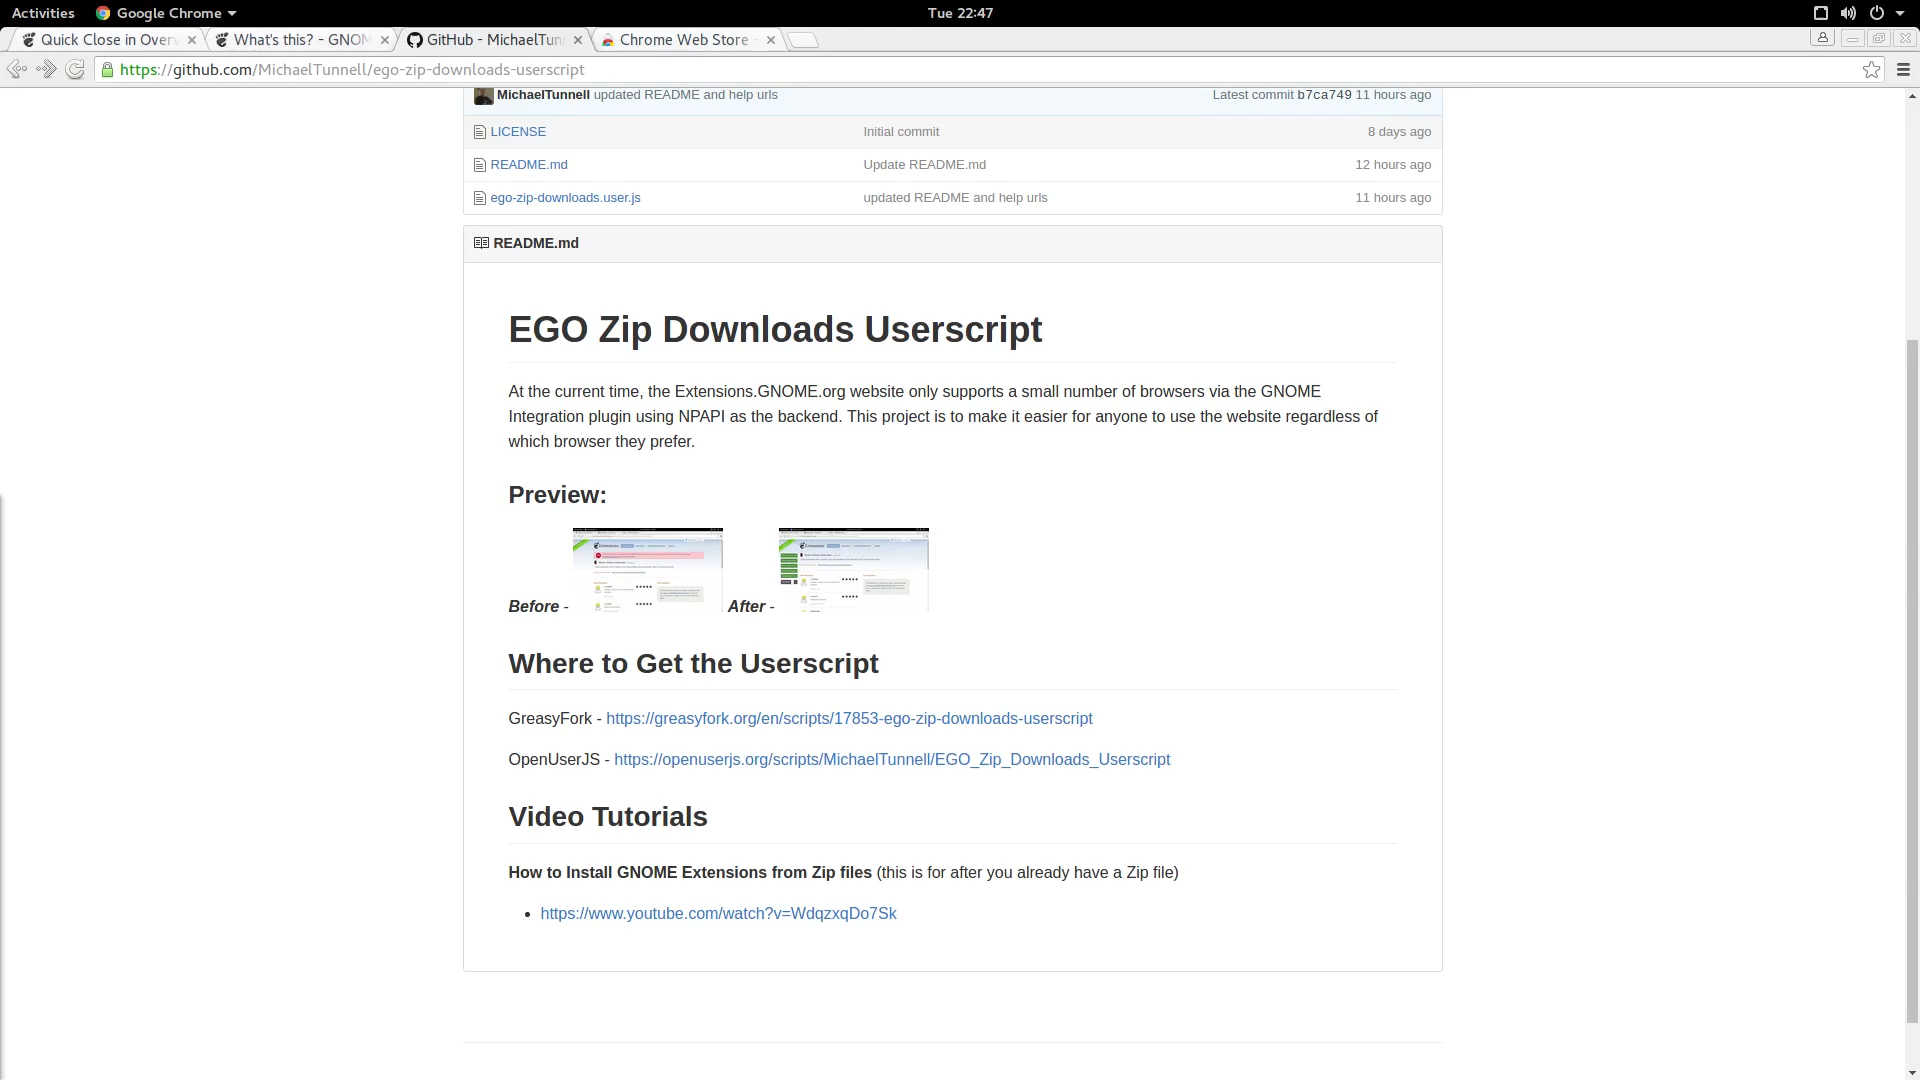 Activities Google Chrome Tue 22:47
Quick Close in Over What's this? - GNOM GitHub - MichaelTun Chrome Web Store -
https://github.com/MichaelTunnell/ego-zip-downloads-userscript
MichaelTunnell updated README and help urls Latest commit b7ca749 11 hours ago
LICENSE Initial commit 8 days ago
README.md Update README.md 12 hours ago
ego-zip-downloads.user.js updated README and help urls 11 hours ago
README.md
EGO Zip Downloads Userscript
At the current time, the Extensions.GNOME.org website only supports a small number of browsers via the GNOME
Integration plugin using NPAPI as the backend. This project is to make it easier for anyone to use the website regardless of
which browser they prefer.
Preview:
Before - After -
Where to Get the Userscript
GreasyFork - https://greasyfork.org/en/scripts/17853-ego-zip-downloads-userscript
OpenUserJS - https://openuserjs.org/scripts/MichaelTunnell/EGO_Zip_Downloads_Userscript
Video Tutorials
How to Install GNOME Extensions from Zip files (this is for after you already have a Zip file)
• https://www.youtube.com/watch?v=WdqzxqDo7Sk